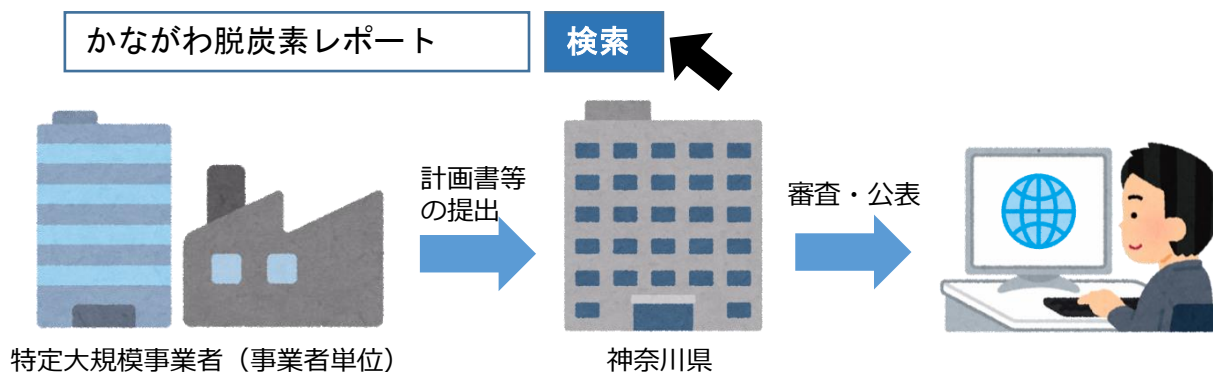 かながわ脱炭素レポート
検索
計画書等
の提出
審査・公表
特定大規模事業者（事業者単位）
神奈川県